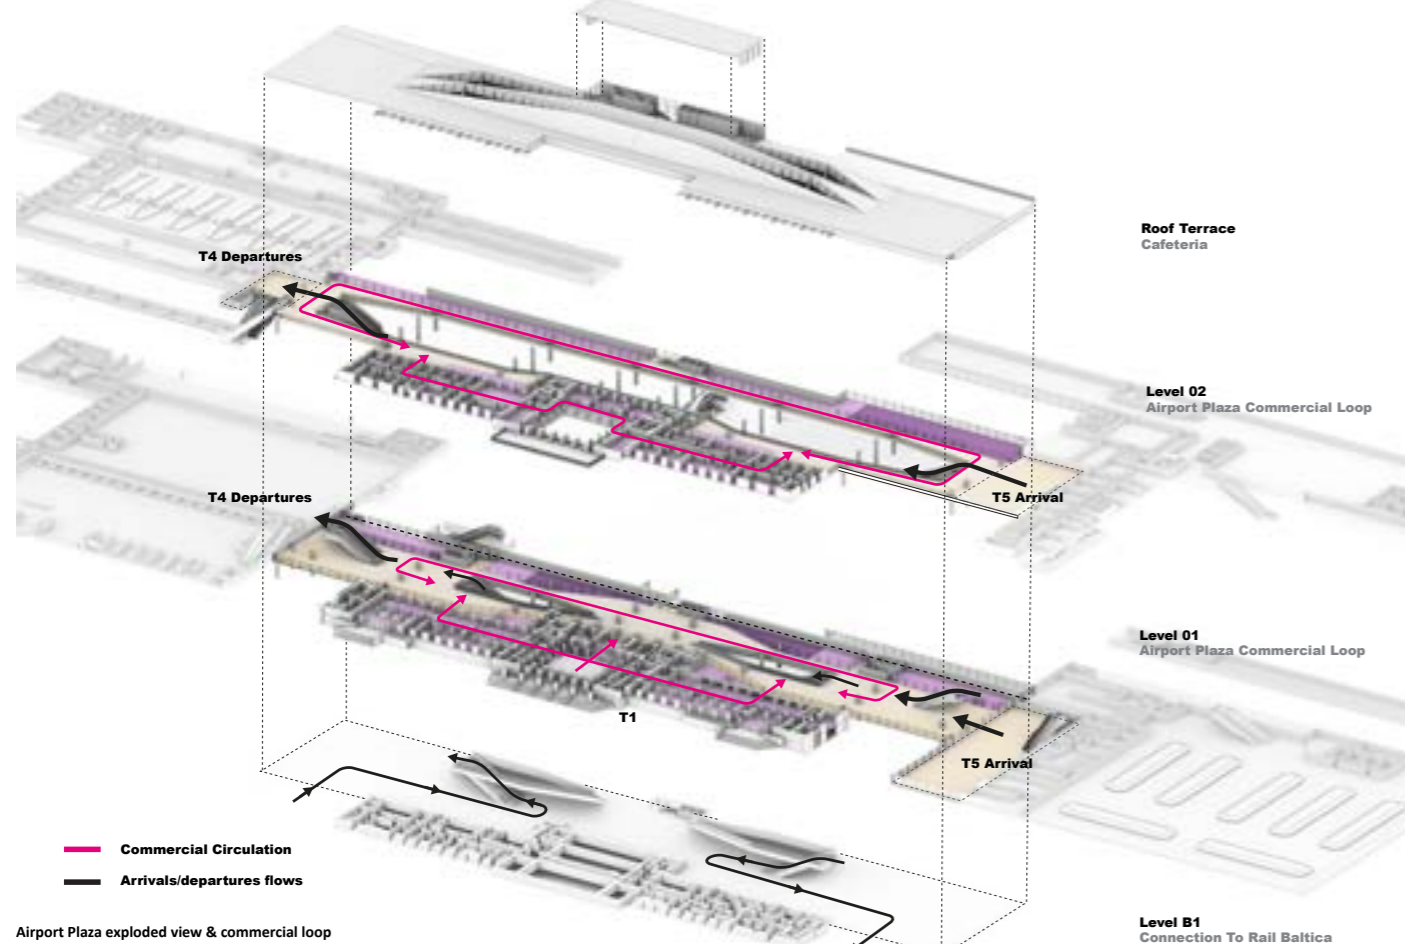 Roof Terrace
Cafeteria
T4 Departures
Level 02
Airport Plaza Commercial Loop
T4 Departures
T5 Arrival
Level 01
Airport Plaza Commercial Loop
T1
T5 Arrival
Commercial Circulation
Arrivals/departures flows
Level B1
Connection To Rail Baltica
Airport Plaza exploded view & commercial loop